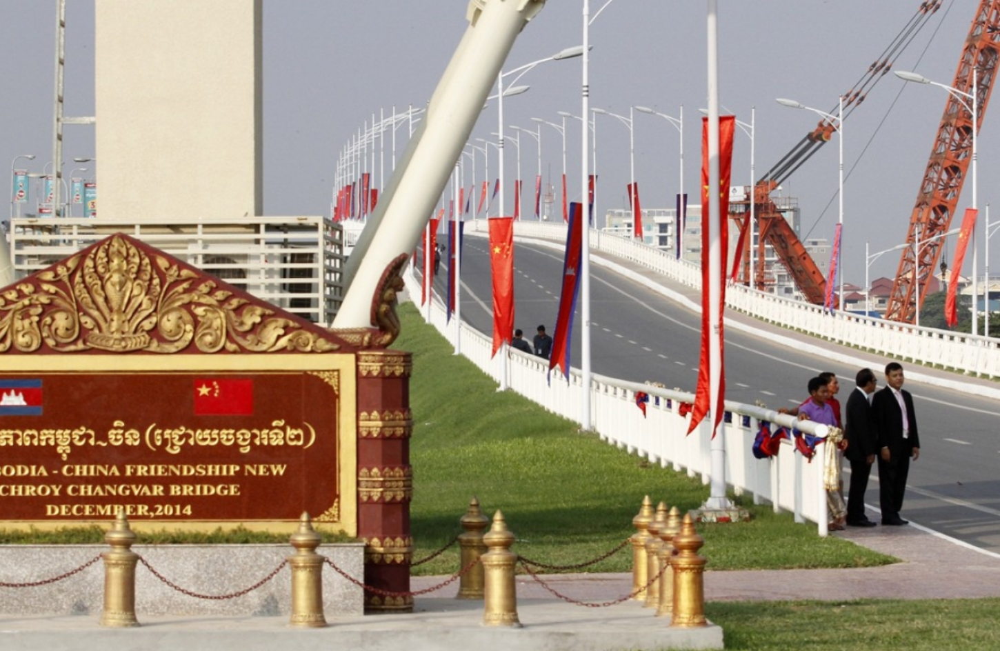 ភាពកម្ពុជា~ចិន (ជ្រោយចង្វារទី២)
BODIA - CHINA FRIENDSHIP NEW
CHROY CHANGVAR BRIDGE
DECEMBER,2014